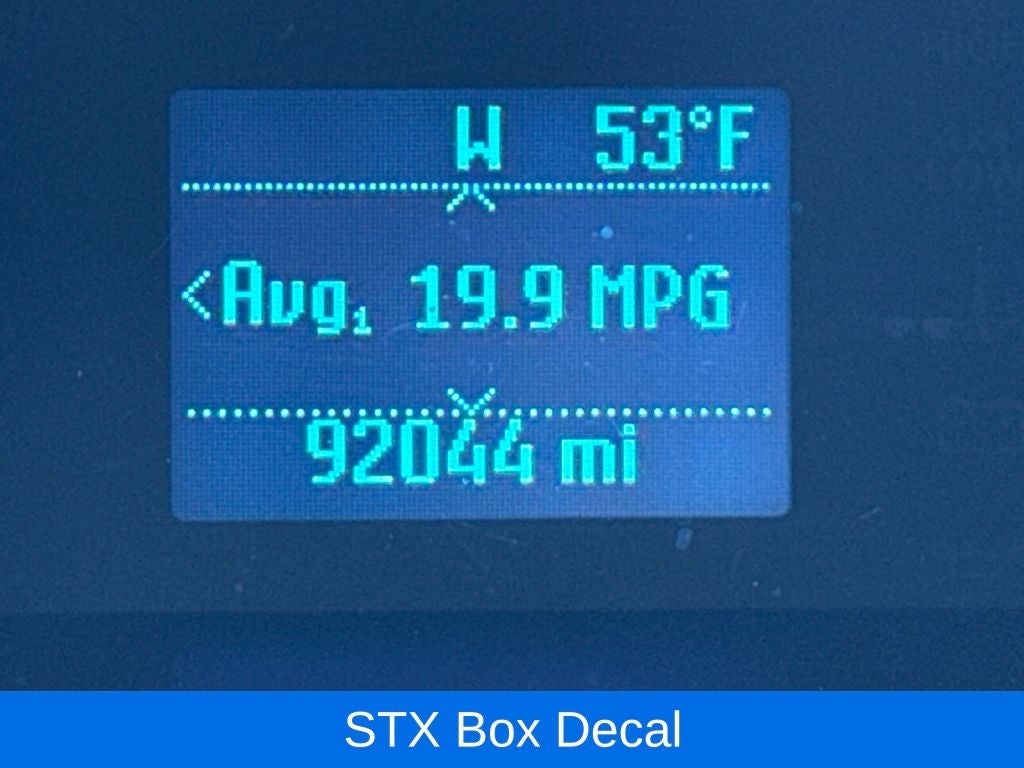 W 53°F
<Avg₁ 19.9 MPG
92044 mi
STX Box Decal